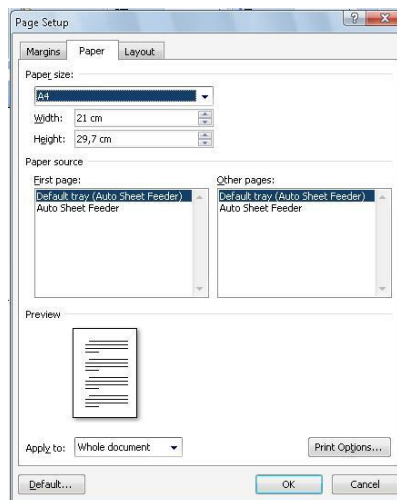 Page Setup
Margins Paper Layout
Paper size:
A4
Width: 21 cm
Height: 29,7 cm
Paper source
First page: Other pages:
Default tray (Auto Sheet Feeder) Default tray (Auto Sheet Feeder)
Auto Sheet Feeder Auto Sheet Feeder
Preview
Apply to: Whole document Print Options...
Default... OK Cancel